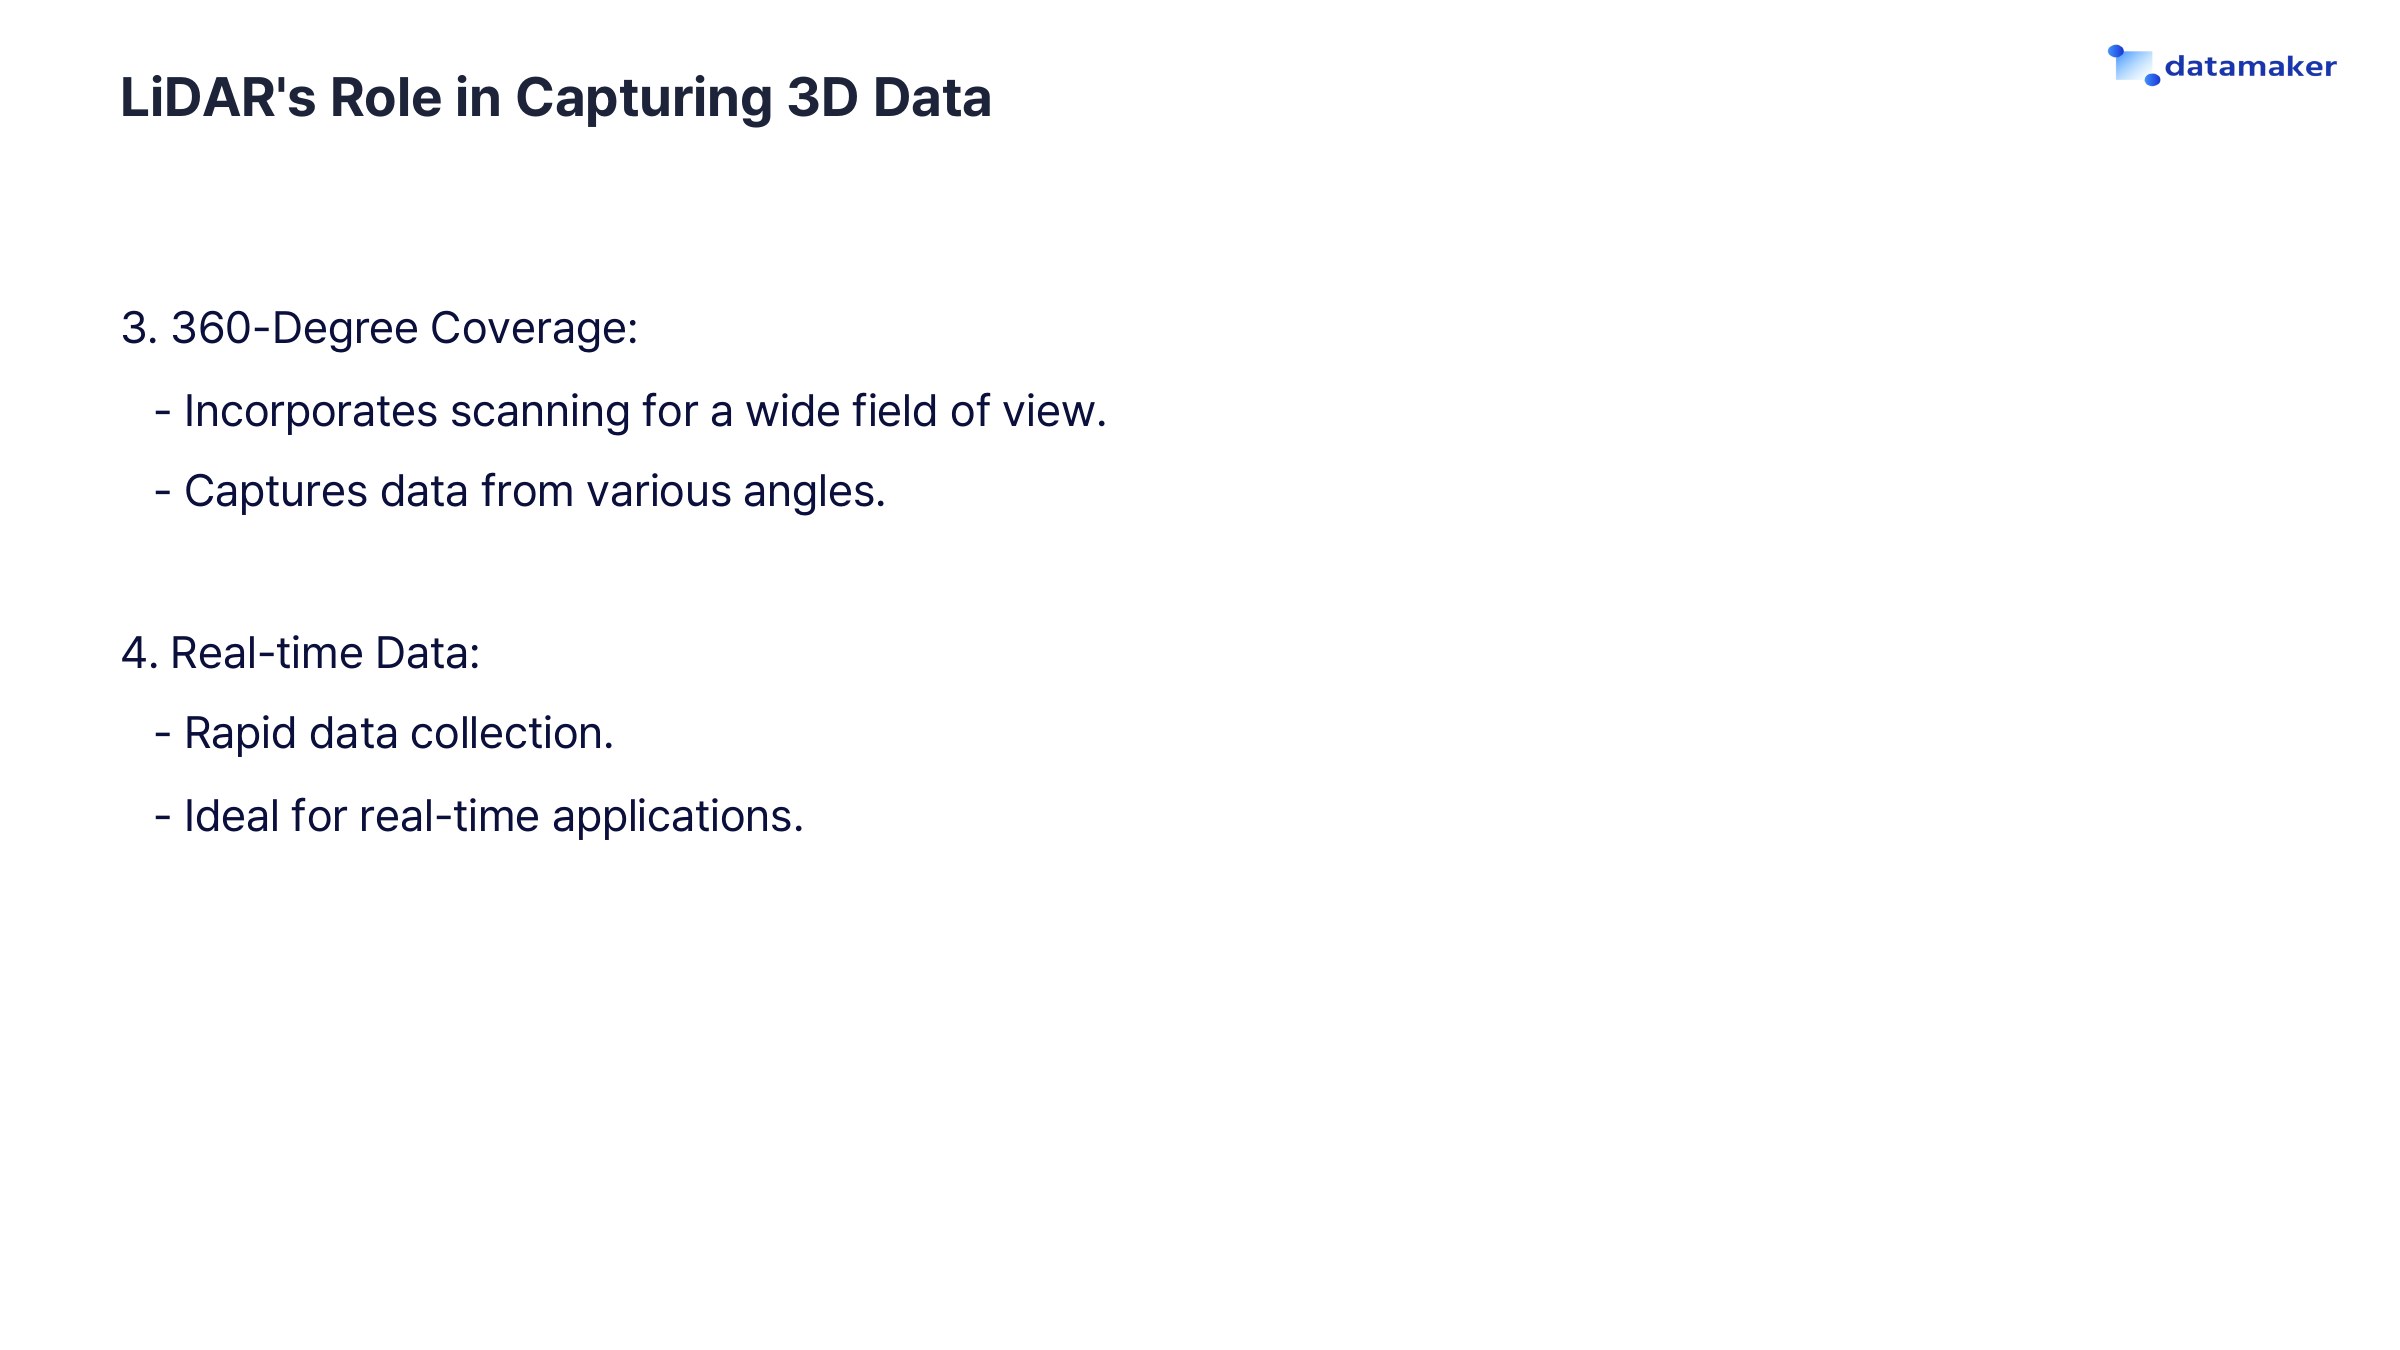 LiDAR's Role in Capturing 3D Data
datamaker
3. 360-Degree Coverage:
- Incorporates scanning for a wide field of view.
- Captures data from various angles.
4. Real-time Data:
- Rapid data collection.
- Ideal for real-time applications.